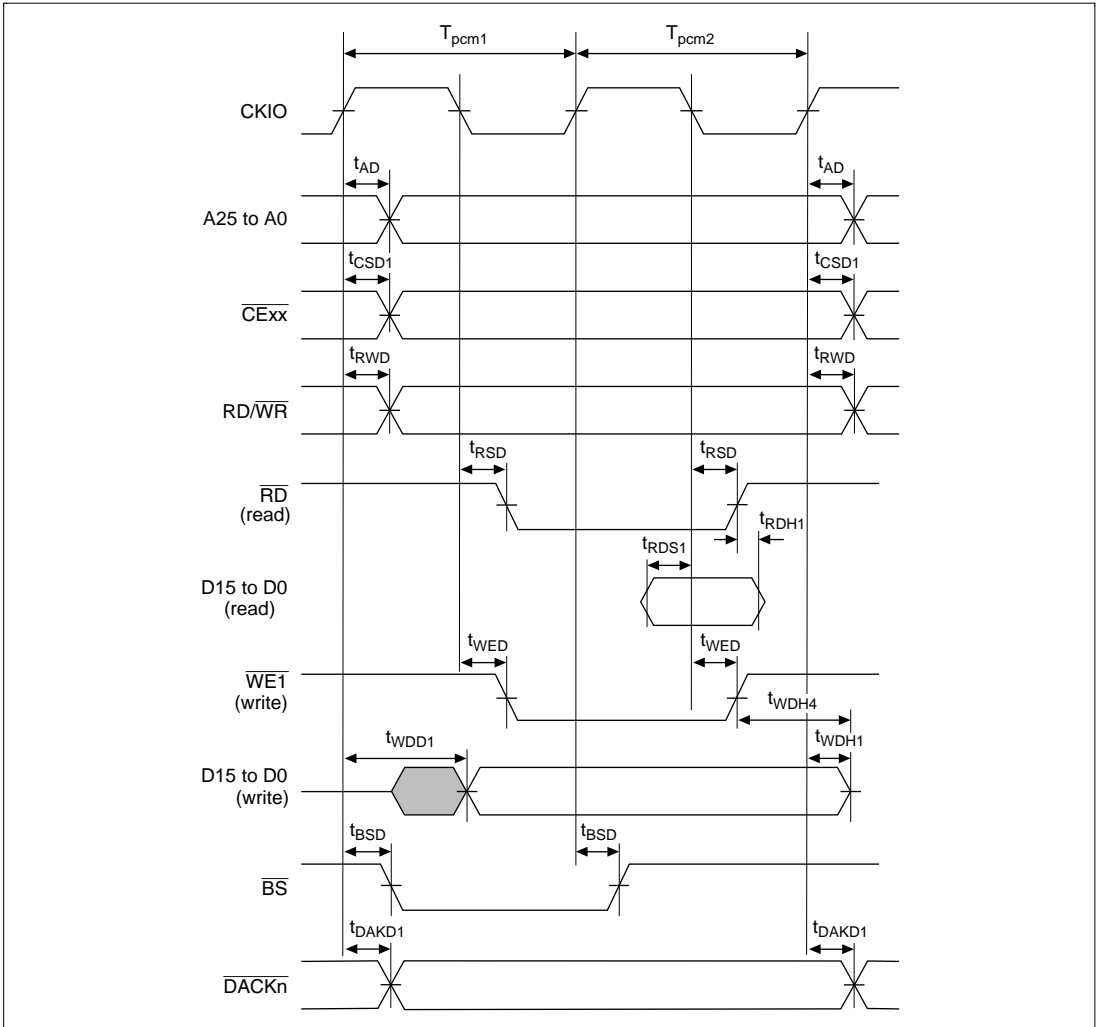 Tpcm1 Tpcm2
CKIO
tAD tAD
A25 to A0
tCSD1 tCSD1
CExx
tRWD tRWD
RD/WR
tRSD tRSD
RD
(read)
tRDH1
tRDS1
D15 to D0
(read)
tWED tWED
WE1
(write)
tWDH4
tWDD1 tWDH1
D15 to D0
(write)
tBSD tBSD
BS
tDAKD1 tDAKD1
DACKn